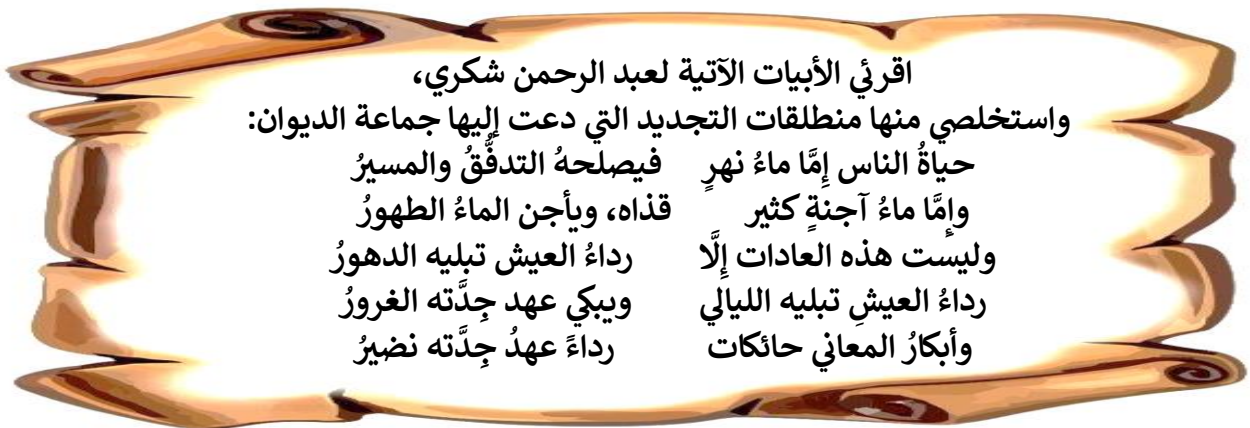 اقرئي الأبيات الآتية لعبد الرحمن شكري،
واستخلصي منها منطلقات التجديد التي دعت إليها جماعة الديوان:
حياةُ الناس إِمَّا ماءُ نهرٍ فيصلحهُ التدفُّقُ والمسيرُ
وإِمَّا ماءُ آجنةٍ كثير قذاه، ويأجن الماءُ الطهورُ
وليست هذه العادات إِلَّا رداءُ العيش تبليه الدهورُ
رداءُ العيشِ تبليه الليالي ويبكي عهد جِدَّته الغرورُ
وأبكارُ المعاني حائكات رداءً عهدُ جِدَّته نضيرُ